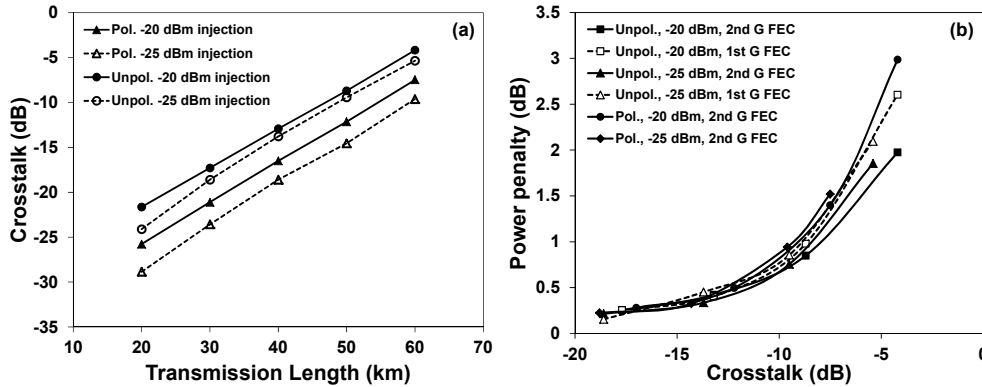 (a)
Pol. -20 dBm injection
Pol. -25 dBm injection
Unpol. -20 dBm injection
Unpol. -25 dBm injection
Crosstalk (dB)
0
-5
-10
-15
-20
-25
-30
-35
10 20 30 40 50 60 70
Transmission Length (km)
(b)
Unpol., -20 dBm, 2nd G FEC
Unpol., -20 dBm, 1st G FEC
Unpol., -25 dBm, 2nd G FEC
Unpol., -25 dBm, 1st G FEC
Pol., -20 dBm, 2nd G FEC
Pol., -25 dBm, 2nd G FEC
Power penalty (dB)
3.5
3
2.5
2
1.5
1
0.5
0
-20 -15 -10 -5 0
Crosstalk (dB)